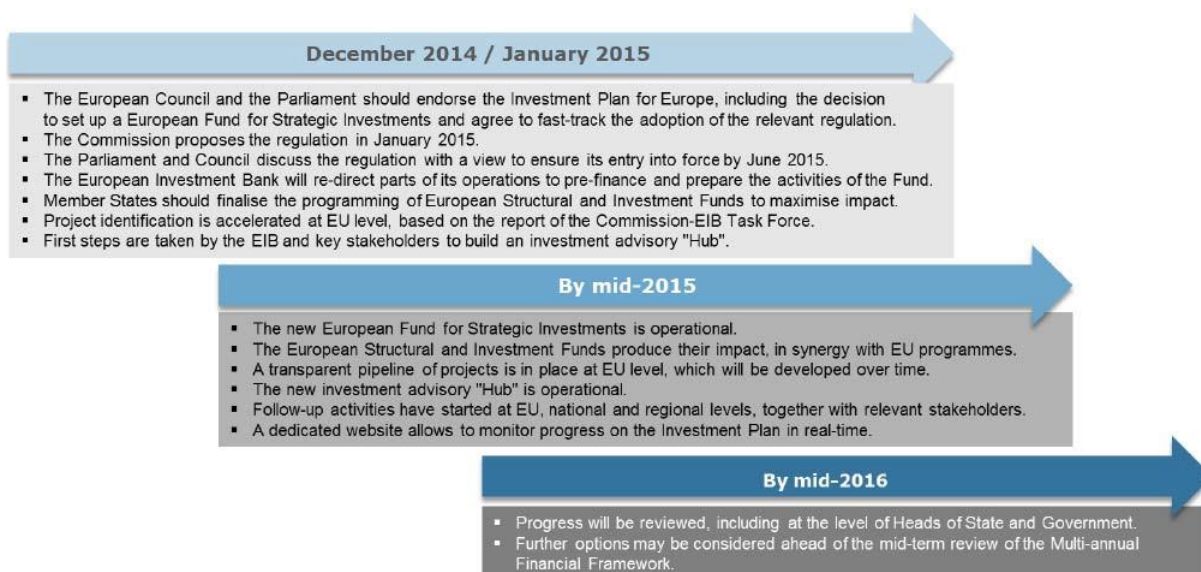 December 2014 / January 2015
▪ The European Council and the Parliament should endorse the Investment Plan for Europe, including the decision
to set up a European Fund for Strategic Investments and agree to fast-track the adoption of the relevant regulation.
▪ The Commission proposes the regulation in January 2015.
▪ The Parliament and Council discuss the regulation with a view to ensure its entry into force by June 2015.
▪ The European Investment Bank will re-direct parts of its operations to pre-finance and prepare the activities of the Fund.
▪ Member States should finalise the programming of European Structural and Investment Funds to maximise impact.
▪ Project identification is accelerated at EU level, based on the report of the Commission-EIB Task Force.
▪ First steps are taken by the EIB and key stakeholders to build an investment advisory "Hub".
By mid-2015
▪ The new European Fund for Strategic Investments is operational.
▪ The European Structural and Investment Funds produce their impact, in synergy with EU programmes.
▪ A transparent pipeline of projects is in place at EU level, which will be developed over time.
▪ The new investment advisory "Hub" is operational.
▪ Follow-up activities have started at EU, national and regional levels, together with relevant stakeholders.
▪ A dedicated website allows to monitor progress on the Investment Plan in real-time.
By mid-2016
▪ Progress will be reviewed, including at the level of Heads of State and Government.
▪ Further options may be considered ahead of the mid-term review of the Multi-annual
Financial Framework.